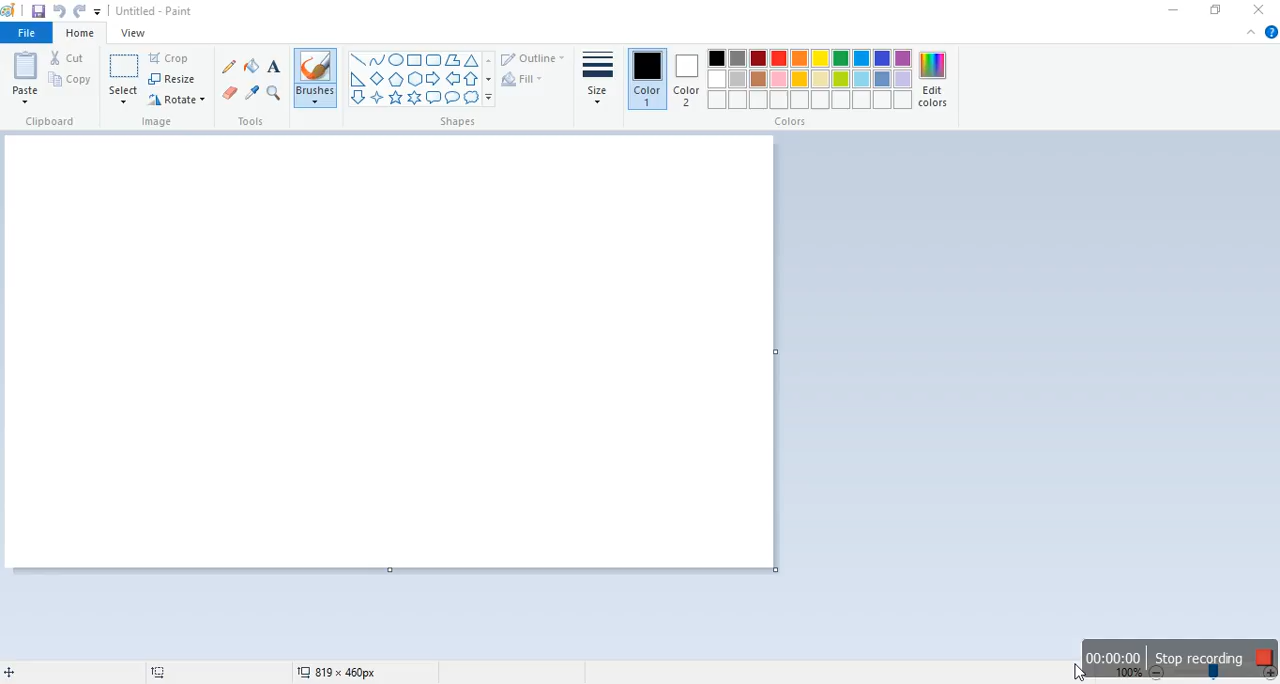 Untitled - Paint
File Home View
Paste
Cut
Copy
Clipboard
Select
Crop
Resize
Rotate
Image
A
Tools
Brushes
Shapes
Outline
Fill
Size
Color 1
Color 2
Edit colors
Colors
819 × 460px
100%
00:00:00 Stop recording